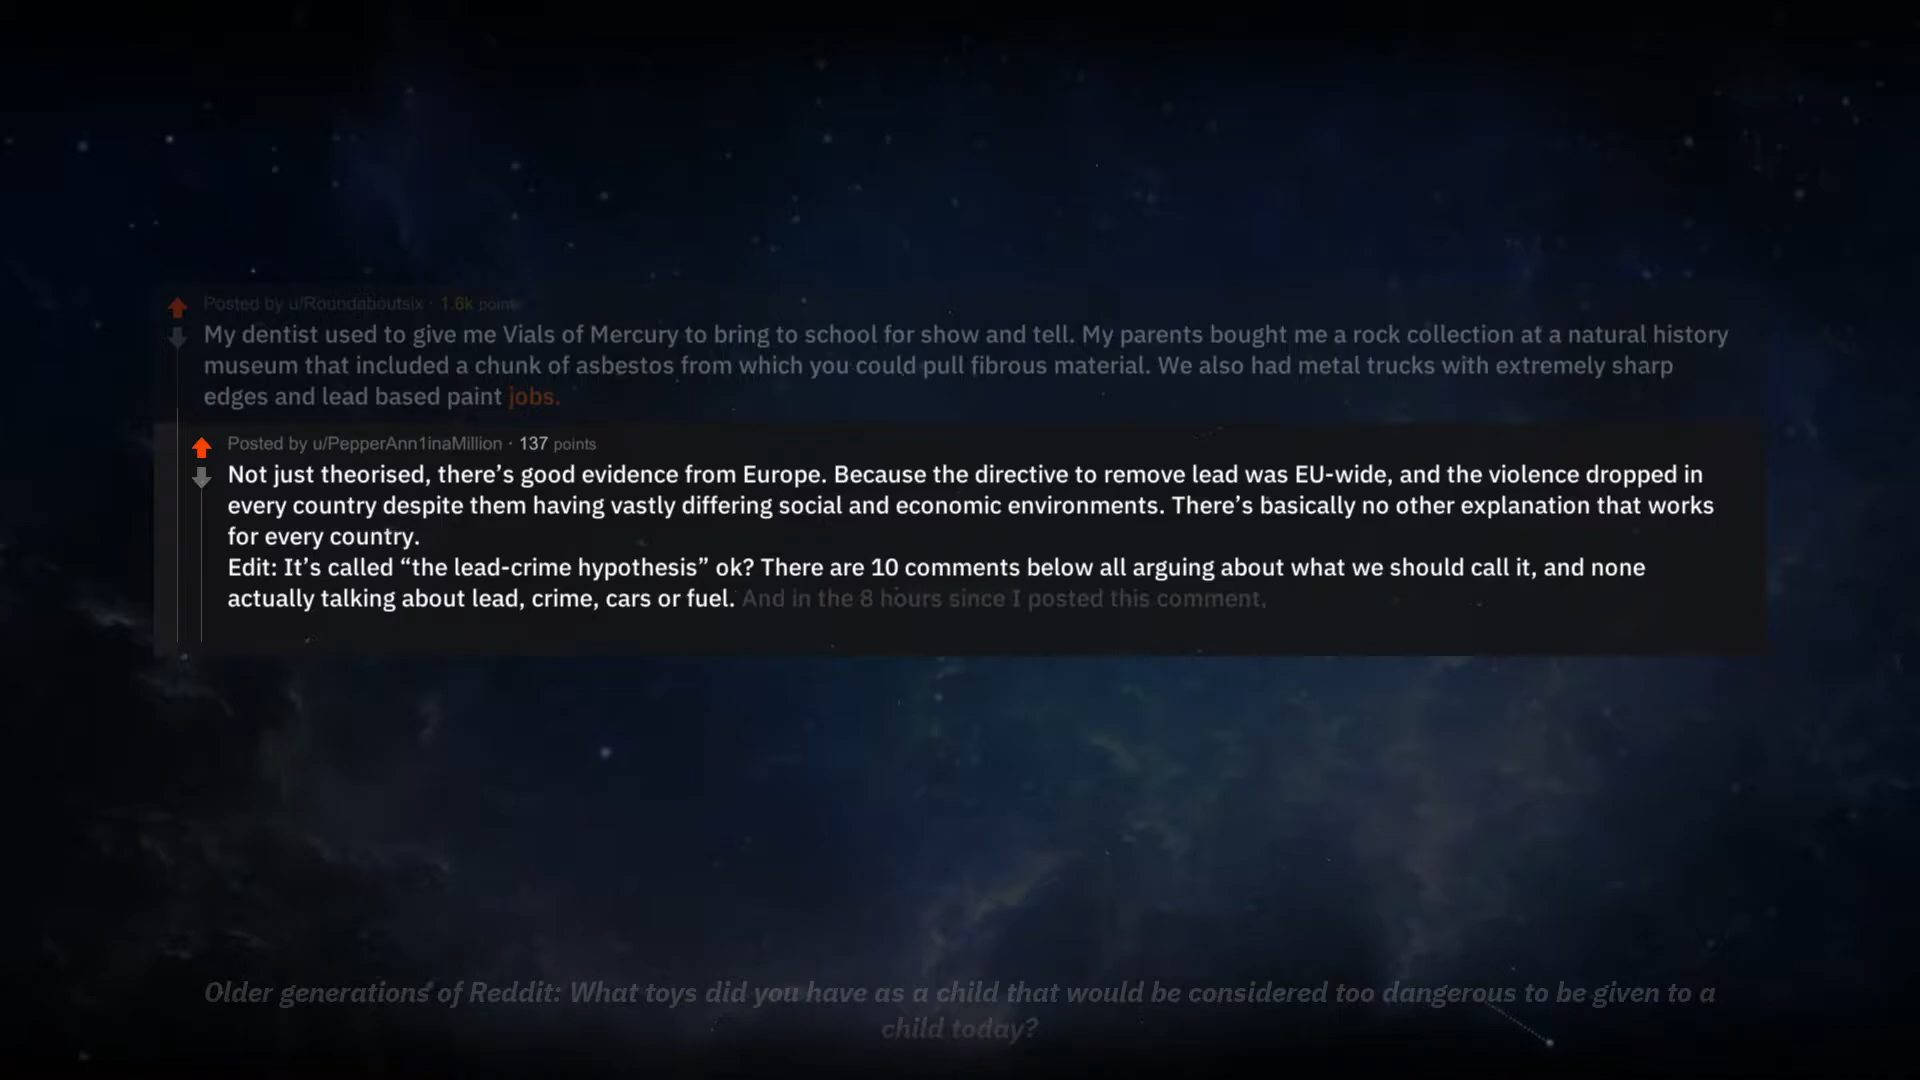 Posted by u/Roundaboutsix · 1.6k points
My dentist used to give me Vials of Mercury to bring to school for show and tell. My parents bought me a rock collection at a natural history
museum that included a chunk of asbestos from which you could pull fibrous material. We also had metal trucks with extremely sharp
edges and lead based paint jobs.
Posted by u/PepperAnn1inaMillion · 137 points
Not just theorised, there’s good evidence from Europe. Because the directive to remove lead was EU-wide, and the violence dropped in
every country despite them having vastly differing social and economic environments. There’s basically no other explanation that works
for every country.
Edit: It’s called “the lead-crime hypothesis” ok? There are 10 comments below all arguing about what we should call it, and none
actually talking about lead, crime, cars or fuel. And in the 8 hours since I posted this comment,
Older generations of Reddit: What toys did you have as a child that would be considered too dangerous to be given to a
child today?